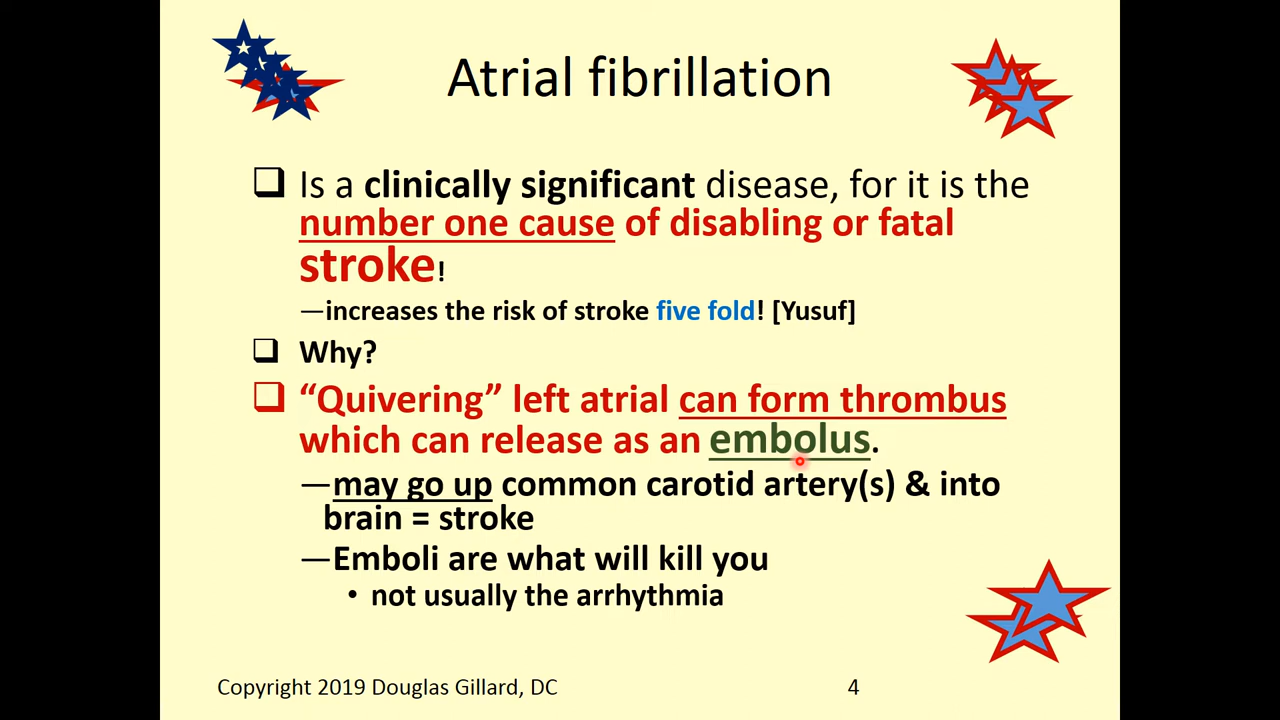 Atrial fibrillation
❑ Is a clinically significant disease, for it is the
number one cause of disabling or fatal
stroke!
—increases the risk of stroke five fold! [Yusuf]
❑ Why?
❑ “Quivering” left atrial can form thrombus
which can release as an embolus.
—may go up common carotid artery(s) & into
brain = stroke
—Emboli are what will kill you
• not usually the arrhythmia
Copyright 2019 Douglas Gillard, DC
4